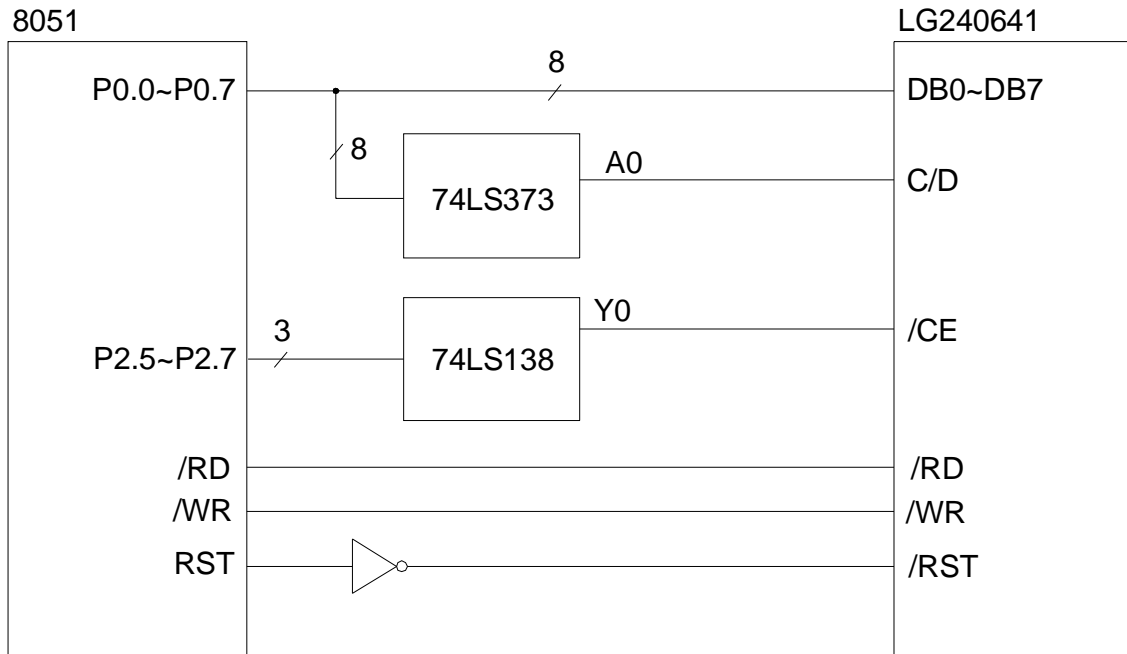 8051
LG240641
P0.0~P0.7
8
DB0~DB7
8
74LS373
A0
C/D
P2.5~P2.7
3
74LS138
Y0
/CE
/RD
/RD
/WR
/WR
RST
/RST